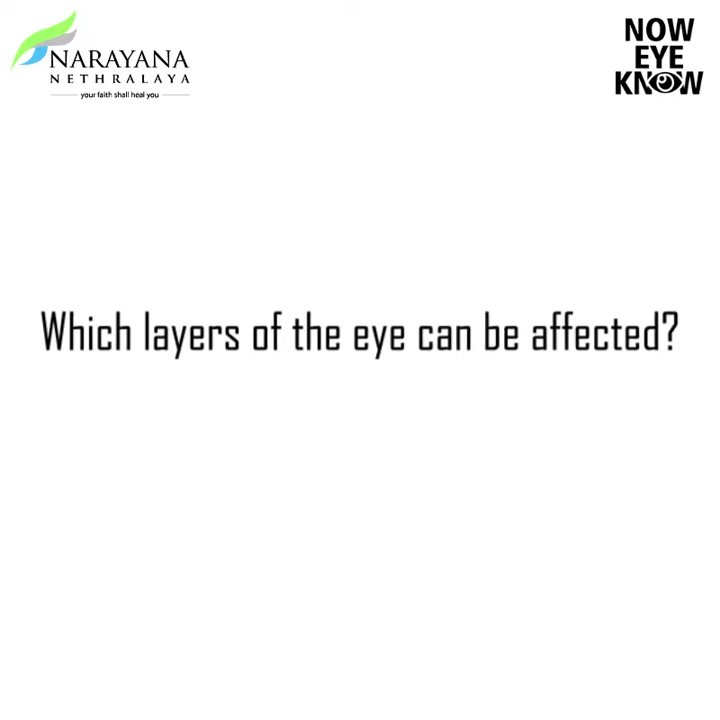 NARAYANA
NETHRALAYA
your faith shall heal you
NOW
EYE
KNOW
Which layers of the eye can be affected?